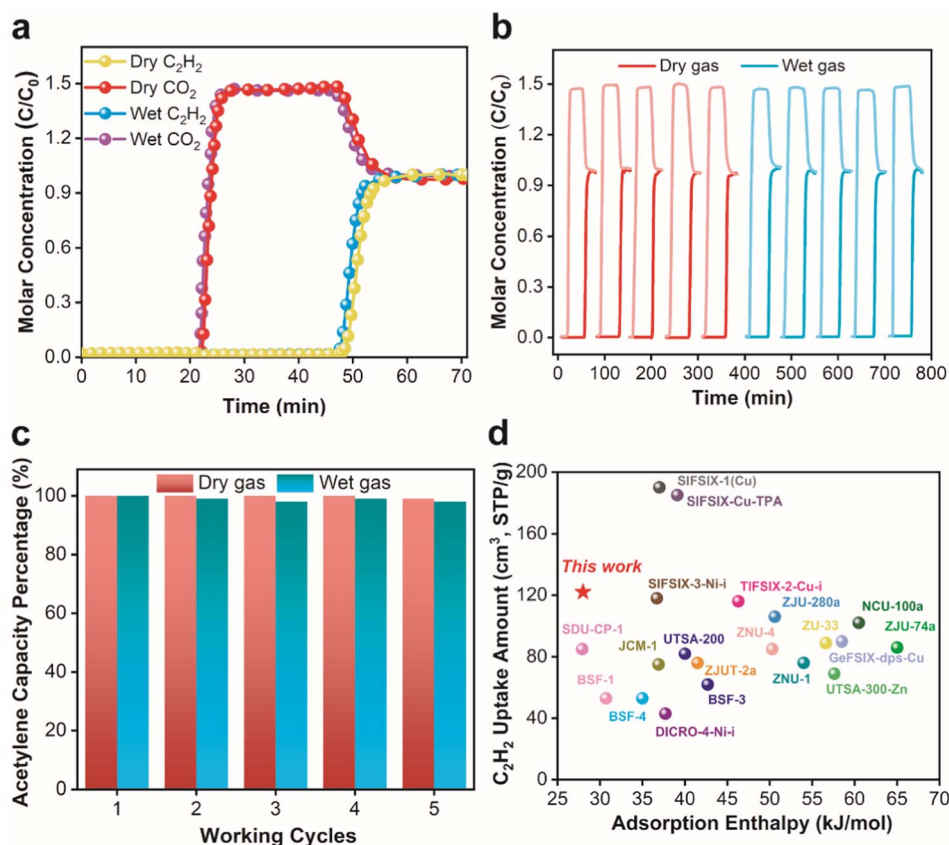 a
Dry C₂H₂
Dry CO₂
Wet C₂H₂
Wet CO₂
Molar Concentration (C/C₀)
1.5
1.2
0.9
0.6
0.3
0.0
0 10 20 30 40 50 60 70
Time (min)
b
Dry gas Wet gas
Molar Concentration (C/C₀)
1.5
1.2
0.9
0.6
0.3
0.0
0 100 200 300 400 500 600 700 800
Time (min)
c
Dry gas Wet gas
Acetylene Capacity Percentage (%)
100
80
60
40
20
0
1 2 3 4 5
Working Cycles
d
C₂H₂ Uptake Amount (cm³, STP/g)
200
160
120
80
40
0
SIFSIX-1(Cu)
SIFSIX-Cu-TPA
This work
SIFSIX-3-Ni-i
TIFSIX-2-Cu-i
ZJU-280a
NCU-100a
SDU-CP-1
JCM-1
UTSA-200
ZNU-4
ZU-33
ZJU-74a
ZJUT-2a
GeFSIX-dps-Cu
BSF-1
BSF-3
ZNU-1
UTSA-300-Zn
BSF-4
DICRO-4-Ni-i
25 30 35 40 45 50 55 60 65 70
Adsorption Enthalpy (kJ/mol)